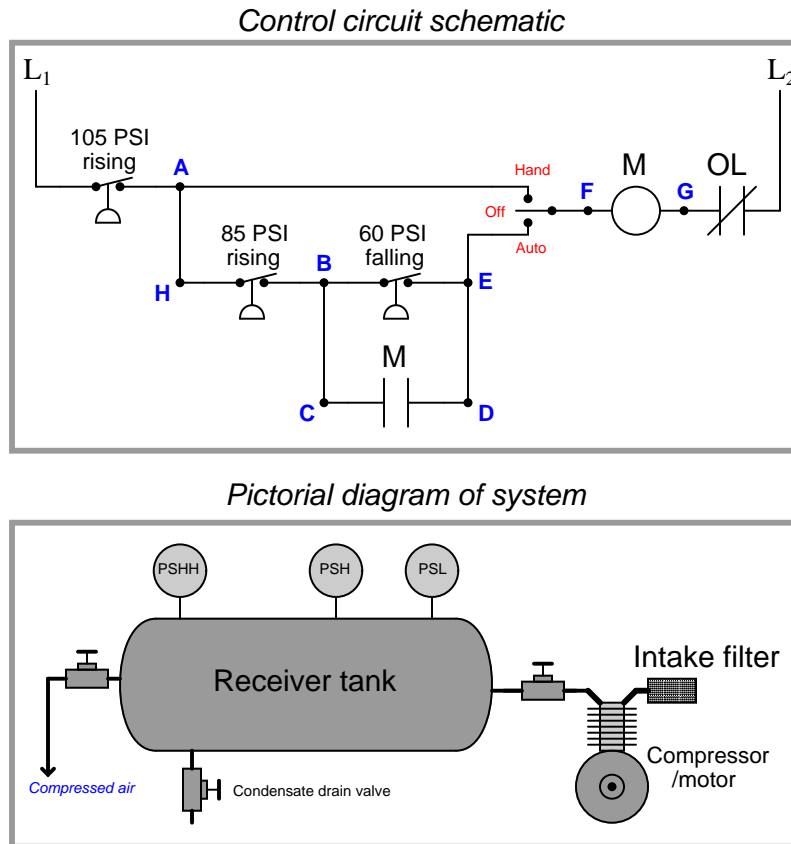 Control circuit schematic
L1
L2
105 PSI
rising
A
Hand
M
OL
F
G
Off
85 PSI
rising
B
60 PSI
falling
Auto
H
E
M
C
D
Pictorial diagram of system
PSHH
PSH
PSL
Intake filter
Receiver tank
Compressor
/motor
Compressed air
Condensate drain valve